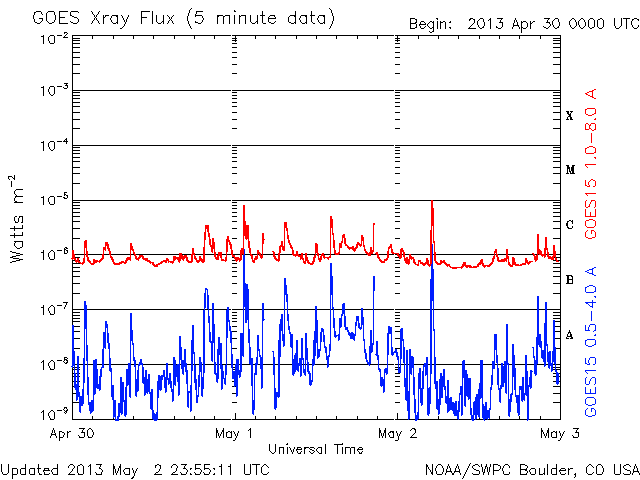 GOES Xray Flux (5 minute data)
Begin: 2013 Apr 30 0000 UTC
10⁻²
10⁻³
10⁻⁴
10⁻⁵
10⁻⁶
10⁻⁷
10⁻⁸
10⁻⁹
Watts m⁻²
X
M
C
B
A
GOES15 1.0-8.0 A
GOES15 0.5-4.0 A
Apr 30 May 1 May 2 May 3
Universal Time
Updated 2013 May 2 23:55:11 UTC
NOAA/SWPC Boulder, CO USA